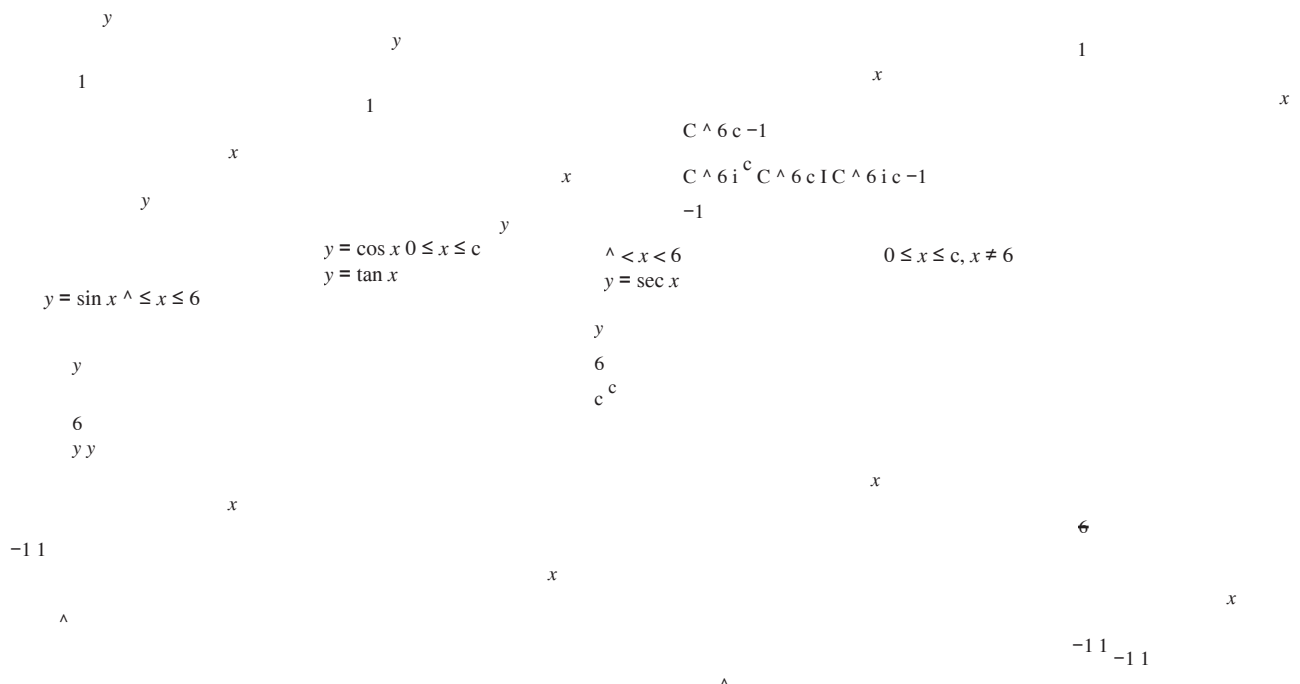 y
y
1
1
x
1
x
C ^ 6 c −1
x
x
C ^ 6 i c C ^ 6 c I C ^ 6 i c −1
y
−1
y
y = cos x 0 ≤ x ≤ c
y = tan x
^ < x < 6
y = sec x
0 ≤ x ≤ c, x ≠ 6
y = sin x ^ ≤ x ≤ 6
y
y
6
c c
6
y y
x
x
6
−1 1
x
x
^
−1 1 −1 1
^